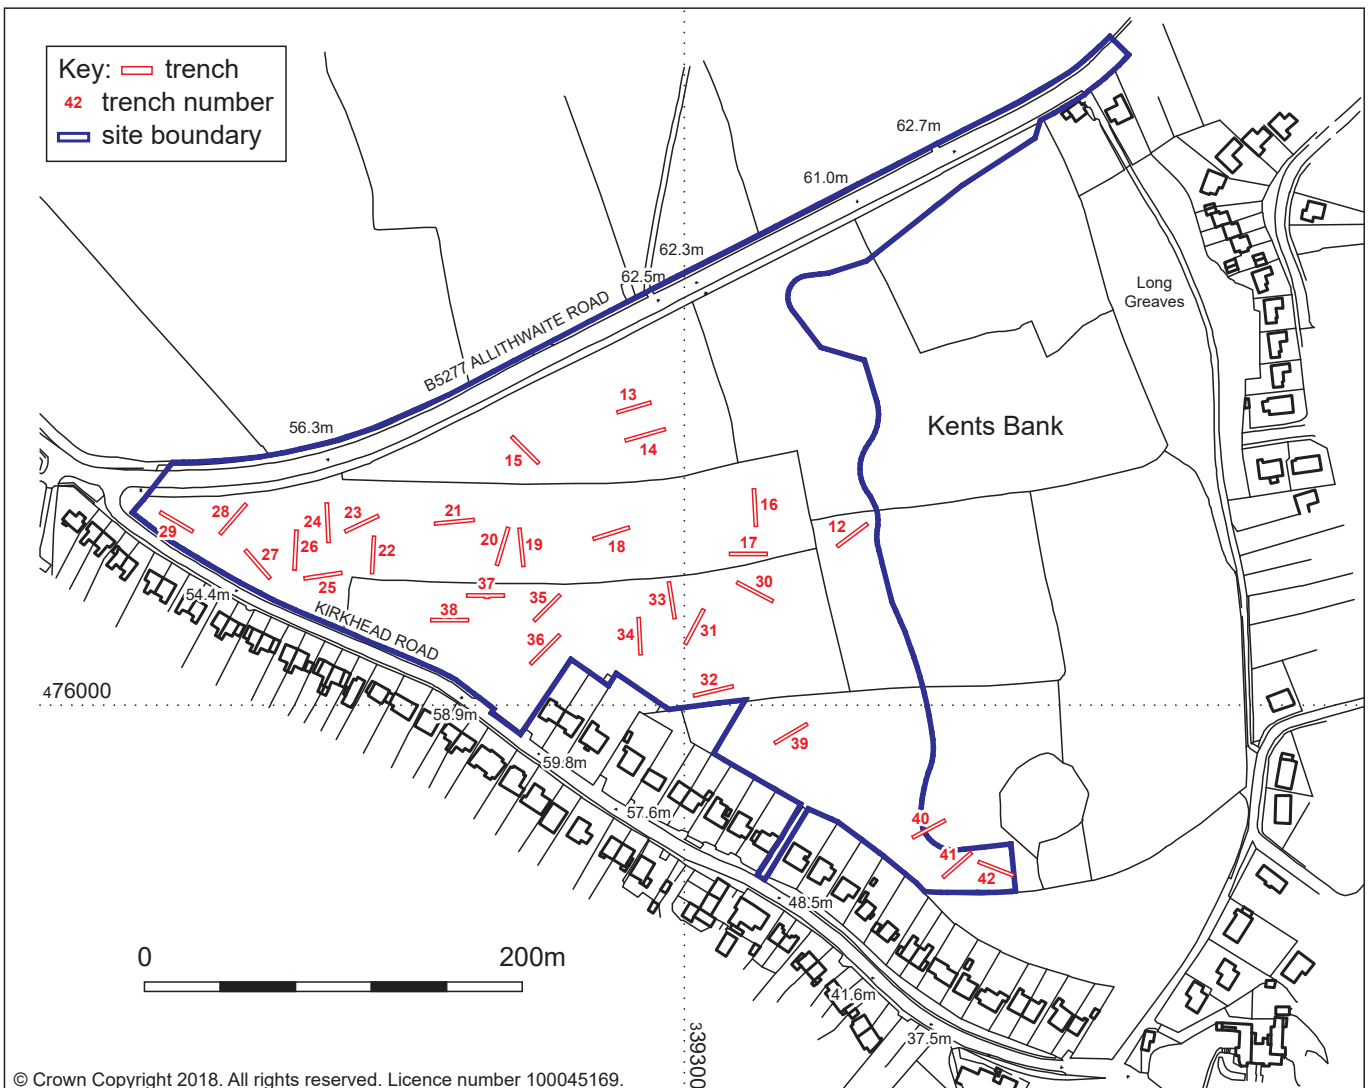 Key: trench
42 trench number
site boundary
62.7m
61.0m
62.3m
62.5m
B5277 ALLITHWAITE ROAD
56.3m
Long
Greaves
Kents Bank
13
14
15
16
12
17
18
19
20
21
22
23
24
25
26
27
28
29
30
31
32
33
34
35
36
37
38
39
40
41
42
54.4m
KIRKHEAD ROAD
476000
58.9m
59.8m
57.6m
48.5m
41.6m
37.5m
0 200m
339300
© Crown Copyright 2018. All rights reserved. Licence number 100045169.